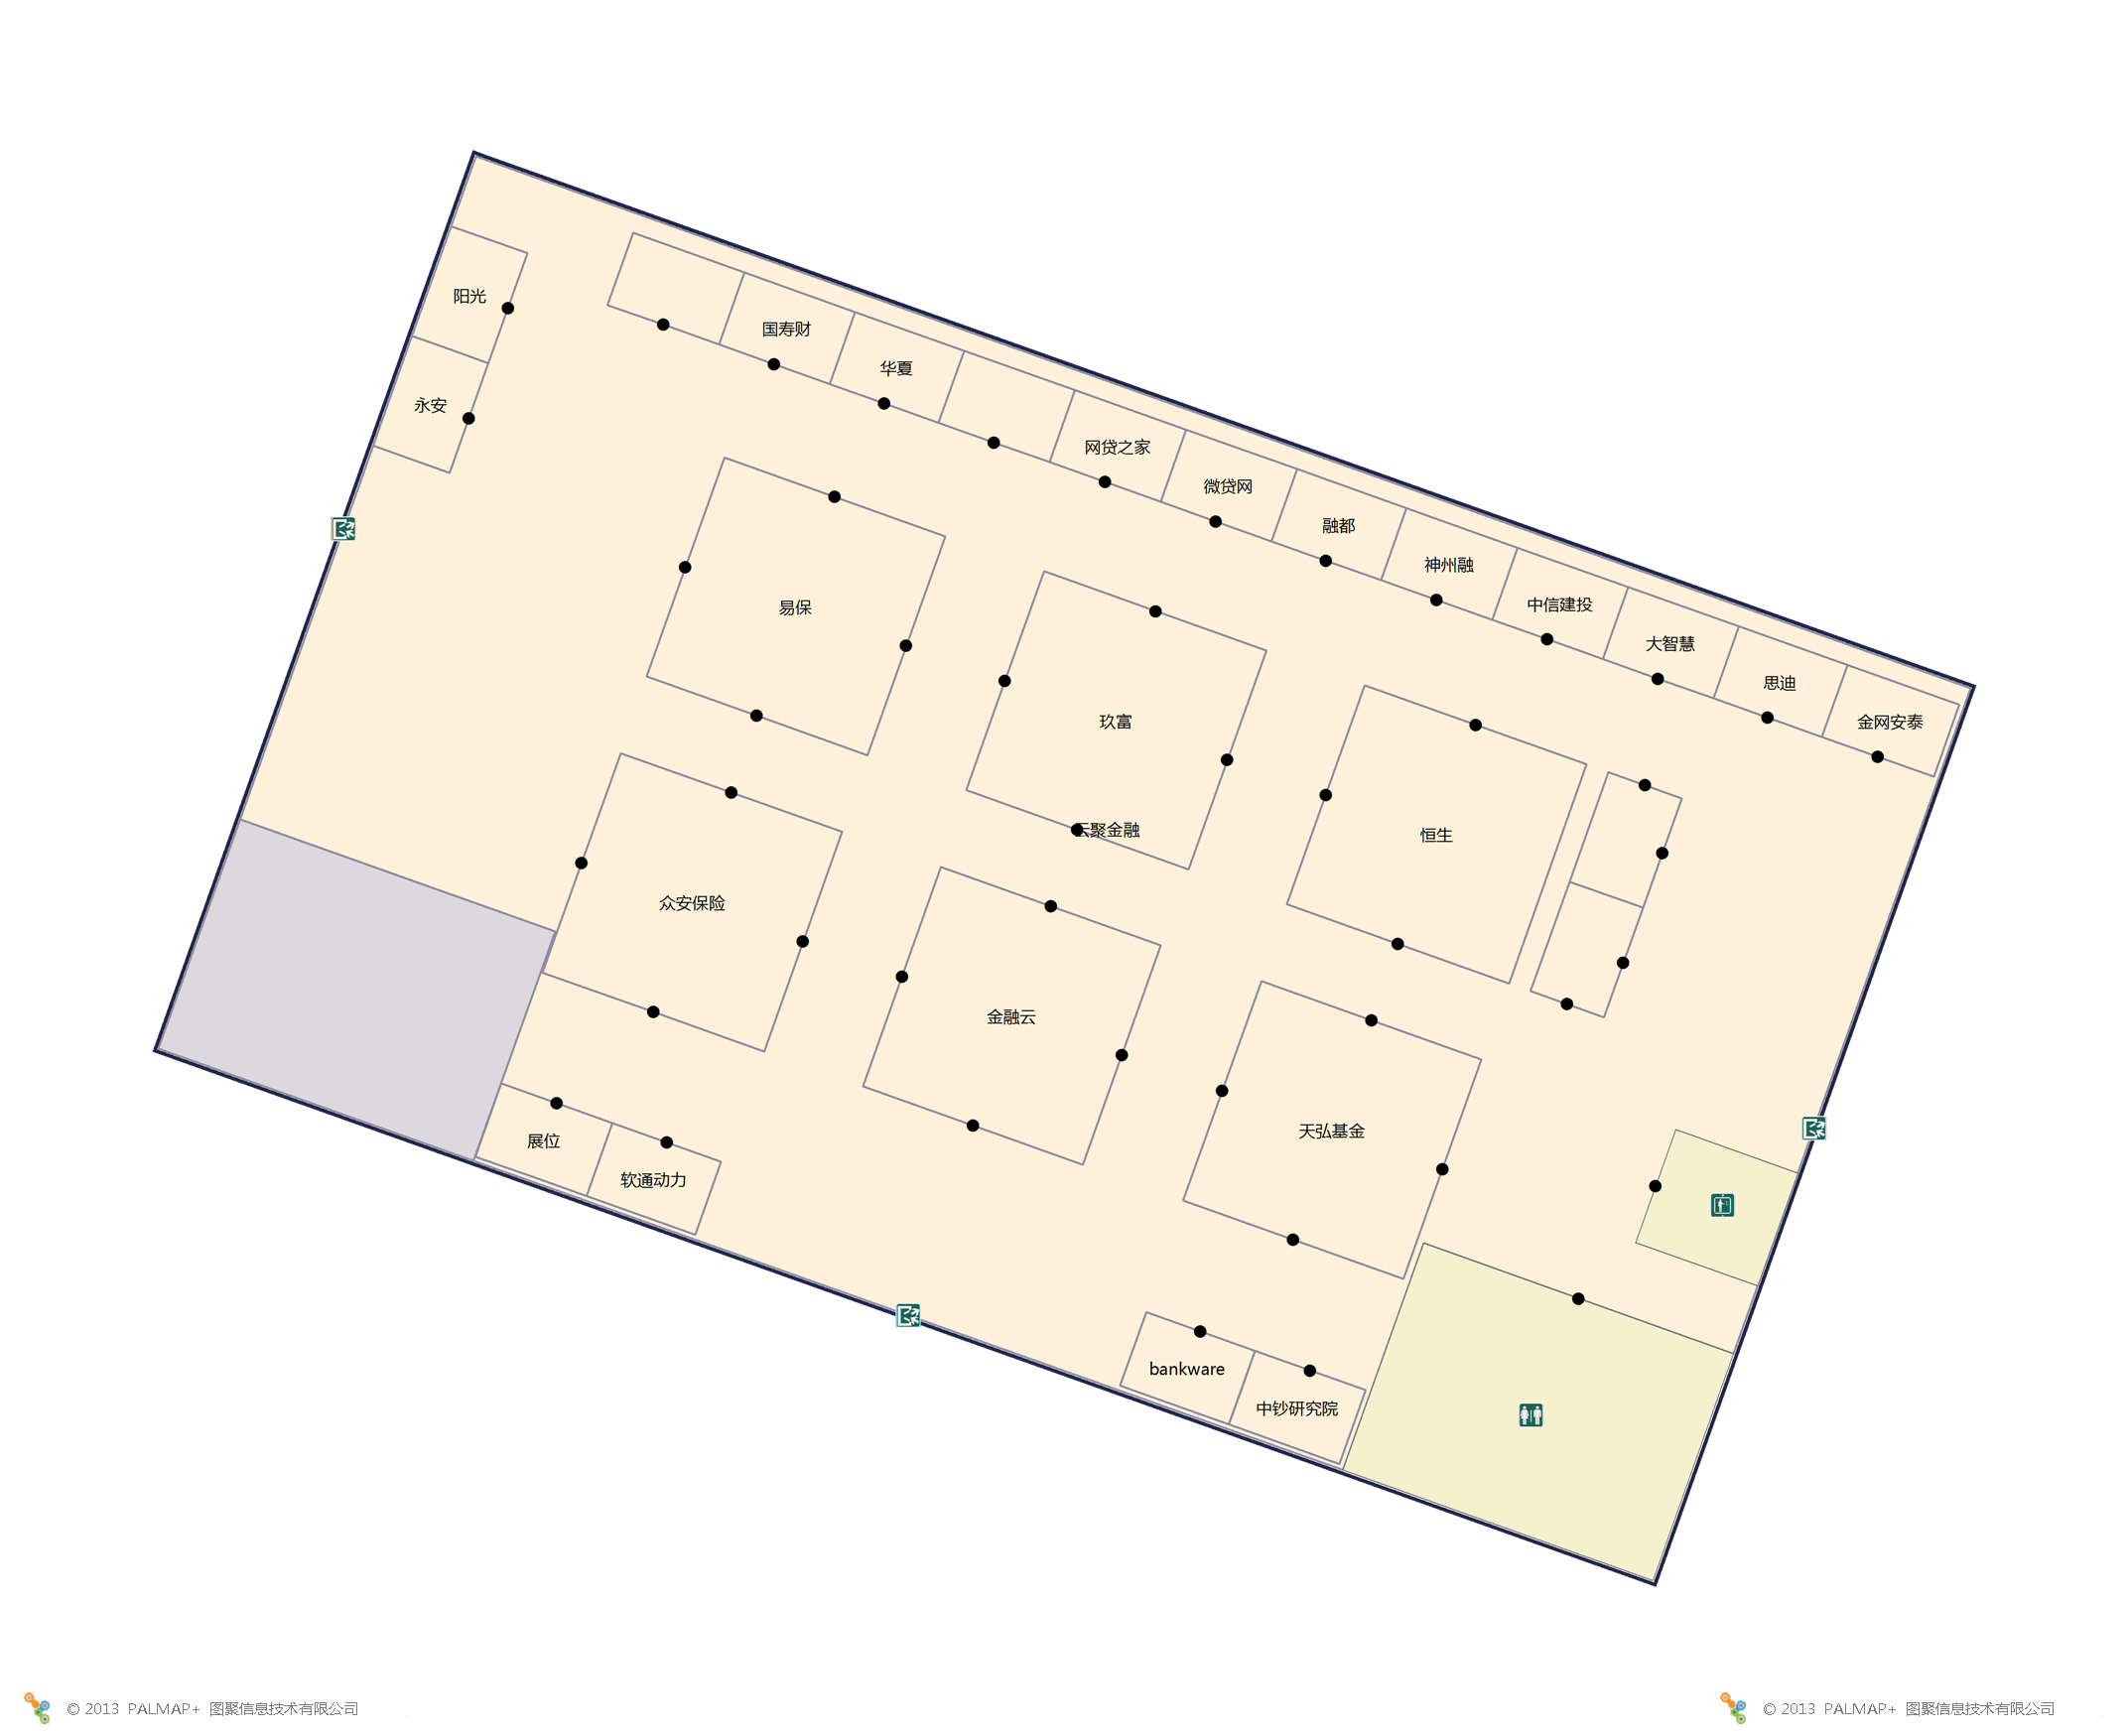 阳光
国寿财
华夏
永安
网贷之家
微贷网
融都
神州融
中信建投
易保
大智慧
思迪
玖富
金网安泰
云聚金融
恒生
众安保险
金融云
天弘基金
展位
软通动力
bankware
中钞研究院
© 2013 PALMAP+ 图聚信息技术有限公司
© 2013 PALMAP+ 图聚信息技术有限公司